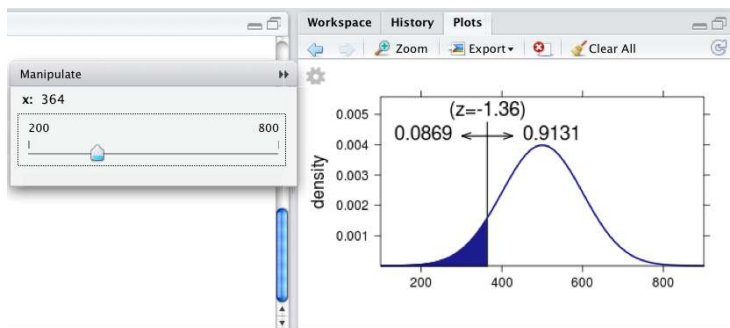 Workspace History Plots
Zoom Export Clear All
Manipulate
x: 364
200 800
(z=-1.36)
0.0869 0.9131
density
0.005
0.004
0.003
0.002
0.001
200 400 600 800